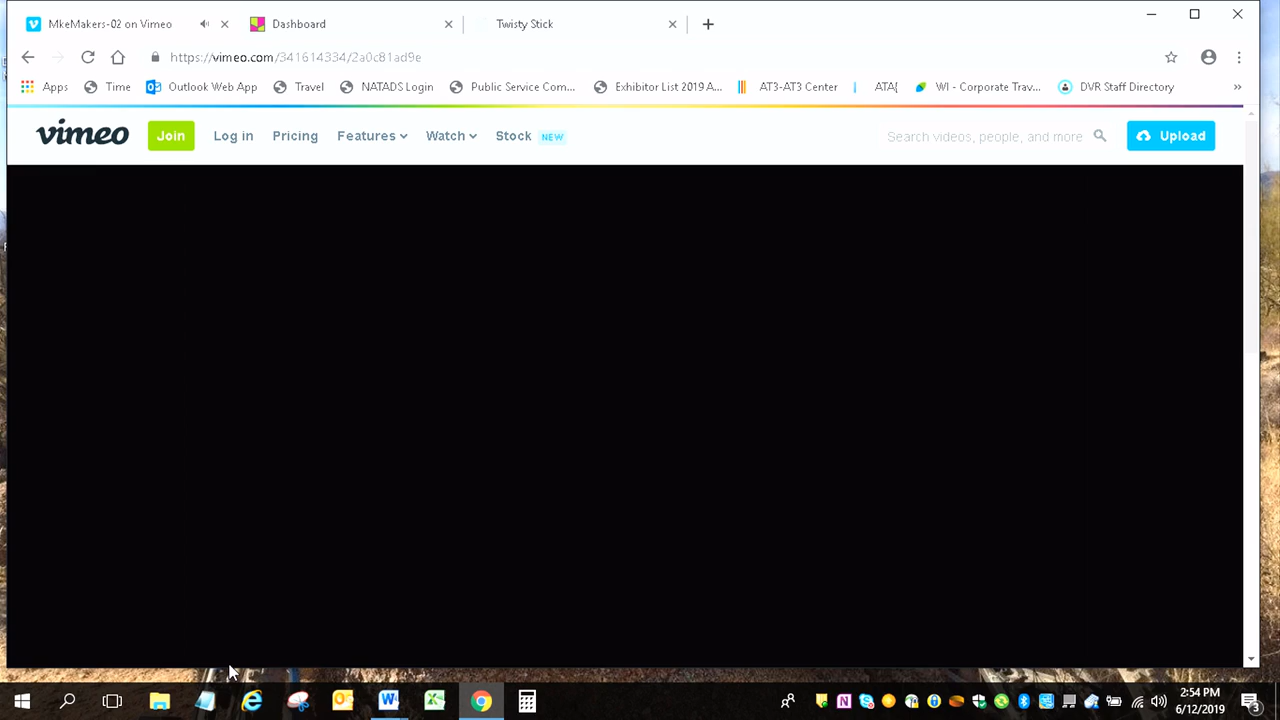 MkeMakers-02 on Vimeo
Dashboard
Twisty Stick
https://vimeo.com/341614334/2a0c81ad9e
Apps
Time
Outlook Web App
Travel
NATADS Login
Public Service Com...
Exhibitor List 2019 A...
AT3-AT3 Center
ATA{
WI - Corporate Trav...
DVR Staff Directory
»
vimeo
Join
Log in
Pricing
Features
Watch
Stock NEW
Search videos, people, and more
Upload
2:54 PM
6/12/2019
3